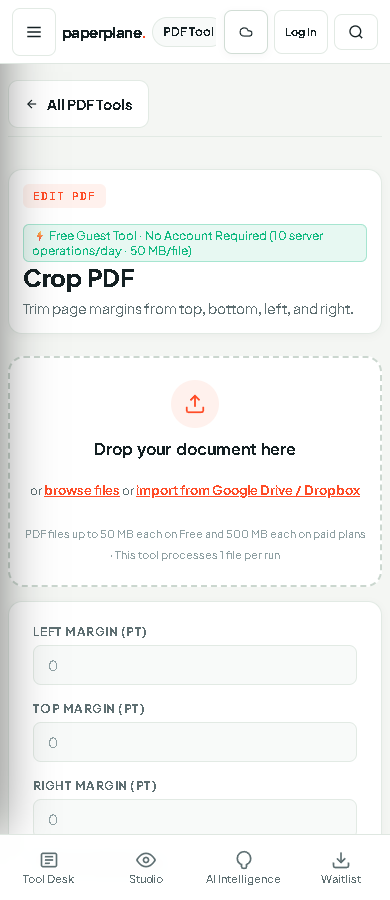 paperplane.
PDF Tool
Log In
All PDF Tools
EDIT PDF
Free Guest Tool · No Account Required (10 server
operations/day · 50 MB/file)
Crop PDF
Trim page margins from top, bottom, left, and right.
Drop your document here
or browse files or import from Google Drive / Dropbox
PDF files up to 50 MB each on Free and 500 MB each on paid plans
· This tool processes 1 file per run
LEFT MARGIN (PT)
0
TOP MARGIN (PT)
0
RIGHT MARGIN (PT)
0
Tool Desk
Studio
AI Intelligence
Waitlist